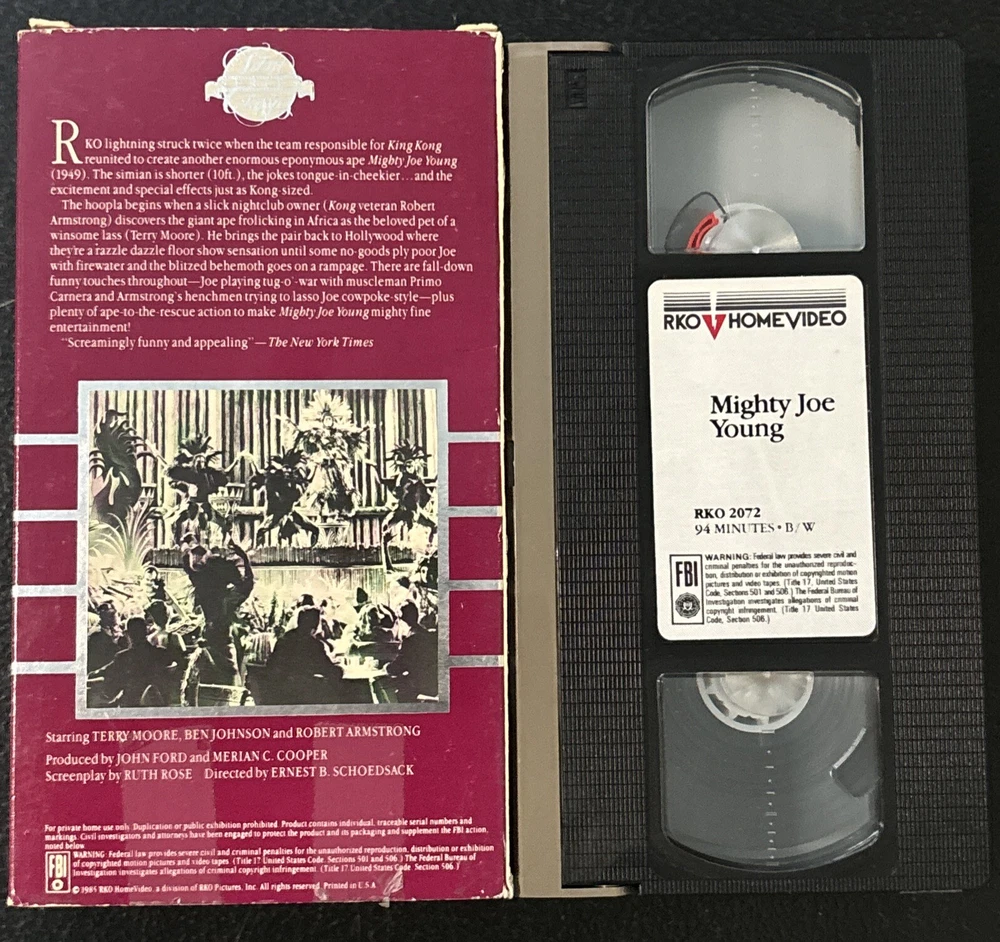 RKO lightning struck twice when the team responsible for King Kong
reunited to create another enormous eponymous ape Mighty Joe Young
(1949). The simian is shorter (10ft.), the jokes tongue-in-cheekier...and the
excitement and special effects just as Kong-sized.
The hoopla begins when a slick nightclub owner (Kong veteran Robert
Armstrong) discovers the giant ape frolicking in Africa as the beloved pet of a
winsome lass (Terry Moore). He brings the pair back to Hollywood where
they're a razzle dazzle floor show sensation until some no-goods ply poor Joe
with firewater and the blitzed behemoth goes on a rampage. There are fall-down
funny touches throughout—Joe playing tug-o'-war with muscleman Primo
Carnera and Armstrong's henchmen trying to lasso Joe cowpoke-style—plus
plenty of ape-to-the-rescue action to make Mighty Joe Young mighty fine
entertainment!
"Screamingly funny and appealing"—The New York Times
Starring TERRY MOORE, BEN JOHNSON and ROBERT ARMSTRONG
Produced by JOHN FORD and MERIAN C. COOPER
Screenplay by RUTH ROSE Directed by ERNEST B. SCHOEDSACK
For private home use only. Duplication or public exhibition prohibited. Product contains individual, traceable serial numbers and
markings. Civil investigators and attorneys have been engaged to protect the product and its packaging and supplement the FBI action,
noted below.
FBI
WARNING: Federal law provides severe civil and criminal penalties for the unauthorized reproduction, distribution or exhibition
of copyrighted motion pictures and video tapes. (Title 17 United States Code, Sections 501 and 506.) The Federal Bureau of
Investigation investigates allegations of criminal copyright infringement. (Title 17 United States Code Section 506.)
© 1985 RKO HomeVideo, a division of RKO Pictures, Inc. All rights reserved. Printed in U.S.A.
RKO HOMEVIDEO
Mighty Joe
Young
RKO 2072
94 MINUTES • B/W
FBI
WARNING: Federal law provides severe civil and
criminal penalties for the unauthorized reproduc-
tion, distribution or exhibition of copyrighted motion
pictures and video tapes. (Title 17, United States
Code, Sections 501 and 506.) The Federal Bureau of
Investigation investigates allegations of criminal
copyright infringement. (Title 17 United States
Code, Section 506.)